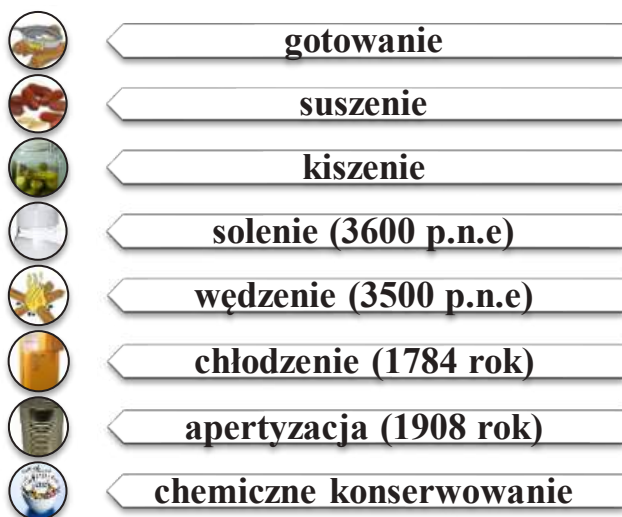 gotowanie
suszenie
kiszenie
solenie (3600 p.n.e)
wędzenie (3500 p.n.e)
chłodzenie (1784 rok)
apertyzacja (1908 rok)
chemiczne konserwowanie